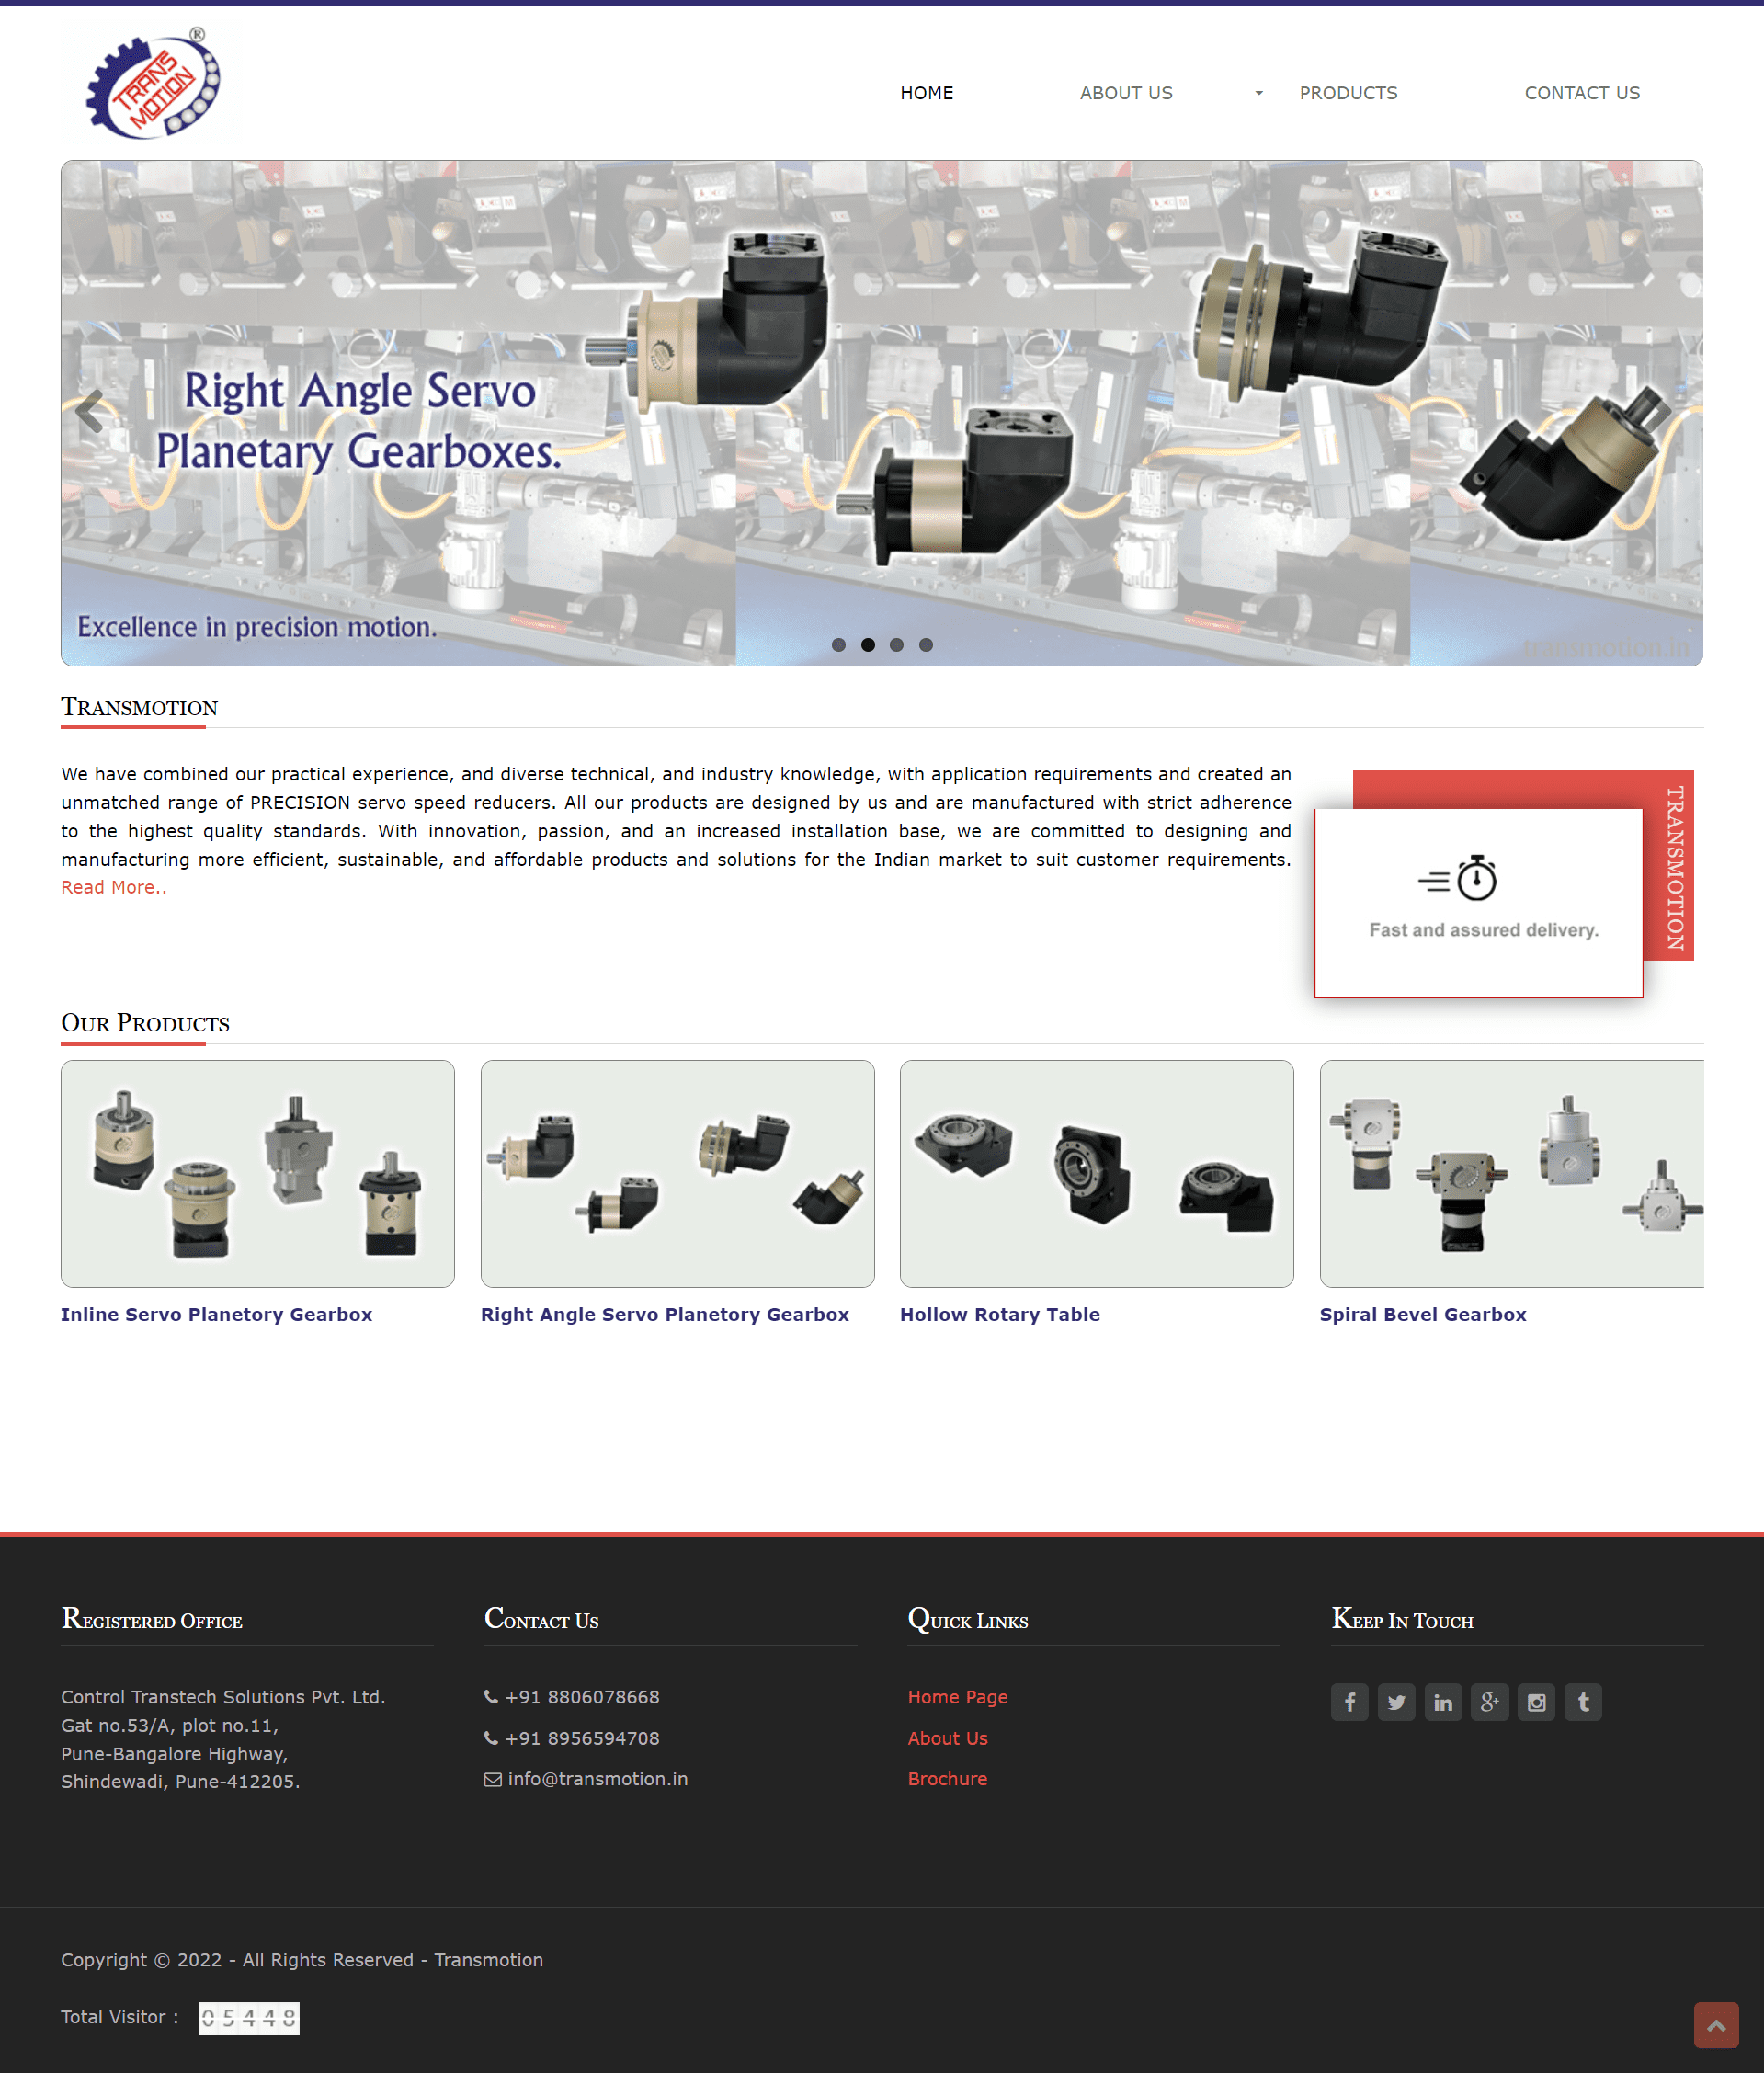 TRANS
MOTION
®
HOME
ABOUT US
PRODUCTS
CONTACT US
Right Angle Servo
Planetary Gearboxes.
Excellence in precision motion.
transmotion.in
Transmotion
We have combined our practical experience, and diverse technical, and industry knowledge, with application requirements and created an
unmatched range of PRECISION servo speed reducers. All our products are designed by us and are manufactured with strict adherence
to the highest quality standards. With innovation, passion, and an increased installation base, we are committed to designing and
manufacturing more efficient, sustainable, and affordable products and solutions for the Indian market to suit customer requirements.
Read More..
TRANSMOTION
Fast and assured delivery.
Our Products
Inline Servo Planetory Gearbox
Right Angle Servo Planetory Gearbox
Hollow Rotary Table
Spiral Bevel Gearbox
Registered Office
Control Transtech Solutions Pvt. Ltd.
Gat no.53/A, plot no.11,
Pune-Bangalore Highway,
Shindewadi, Pune-412205.
Contact Us
+91 8806078668
+91 8956594708
info@transmotion.in
Quick Links
Home Page
About Us
Brochure
Keep In Touch
Copyright © 2022 - All Rights Reserved - Transmotion
Total Visitor : 05448